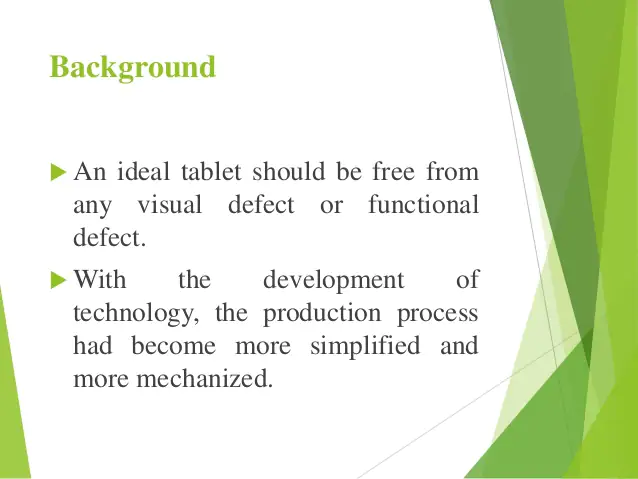 Background
An ideal tablet should be free from
any visual defect or functional
defect.
With the development of
technology, the production process
had become more simplified and
more mechanized.